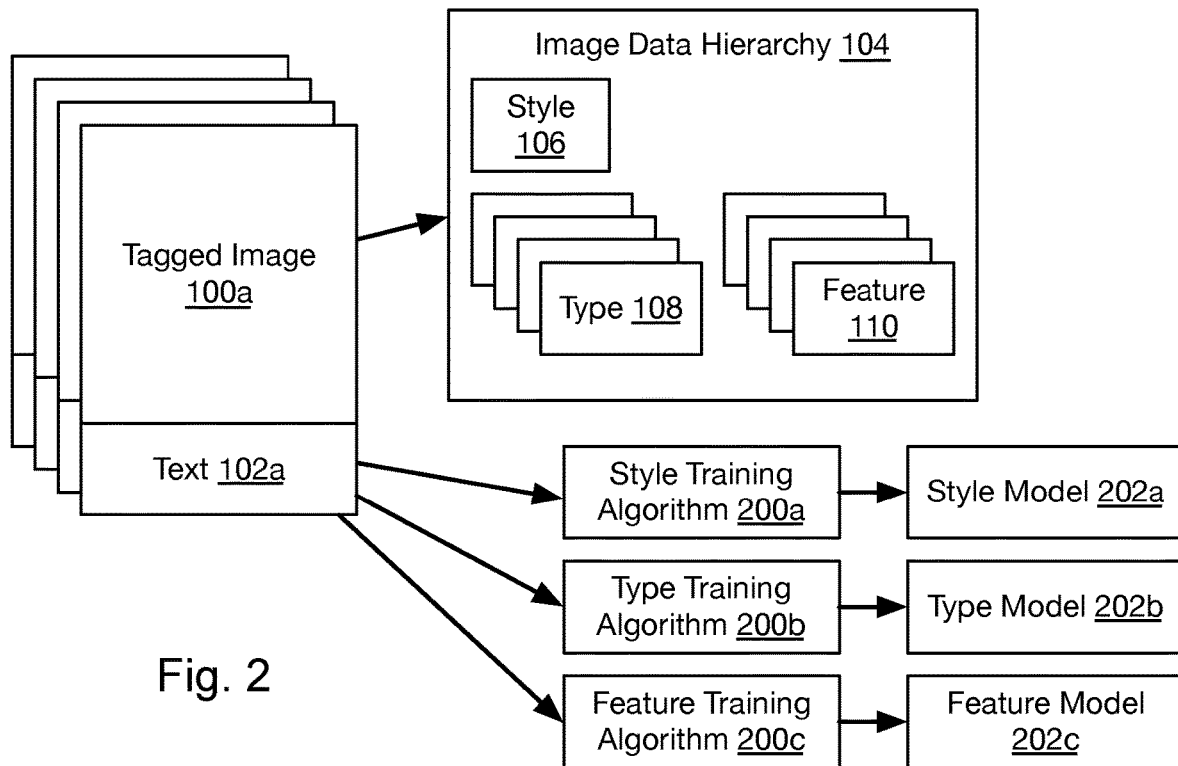 Image Data Hierarchy 104
Style
106
Tagged Image
100a
Type 108
Feature
110
Text 102a
Style Training
Algorithm 200a
Style Model 202a
Type Training
Algorithm 200b
Type Model 202b
Fig. 2
Feature Training
Algorithm 200c
Feature Model
202c